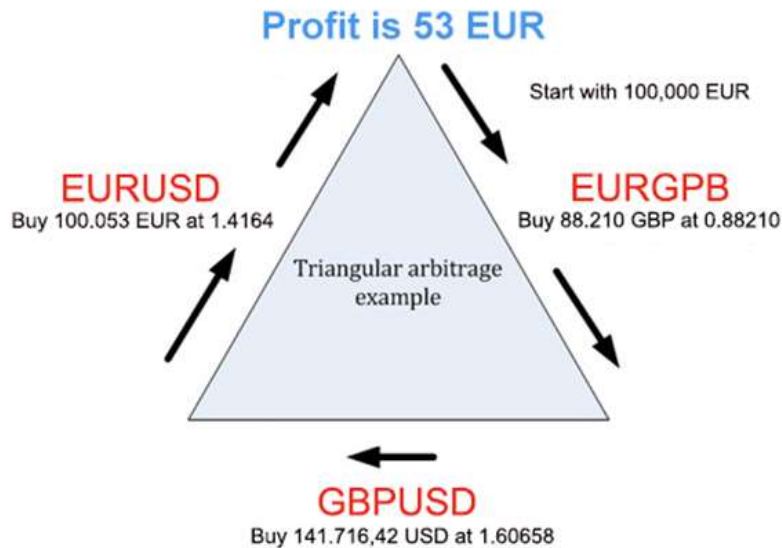 Profit is 53 EUR
Start with 100,000 EUR
EURUSD
Buy 100.053 EUR at 1.4164
EURGPB
Buy 88.210 GBP at 0.88210
Triangular arbitrage
example
GBPUSD
Buy 141.716,42 USD at 1.60658